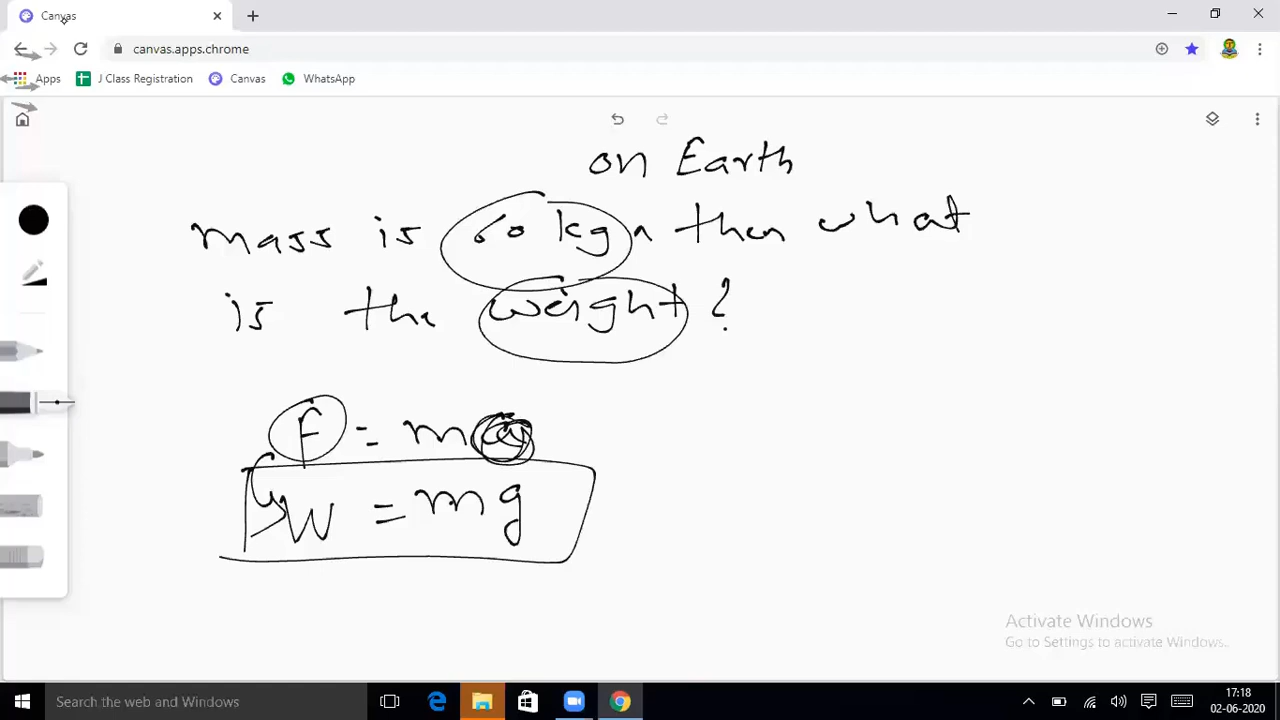 Canvas
canvas.apps.chrome
Apps J Class Registration Canvas WhatsApp
on Earth
mass is 60 kg then what
is the weight?
F = ma
W = mg
Activate Windows
Go to Settings to activate Windows.
Search the web and Windows
17:18
02-06-2020